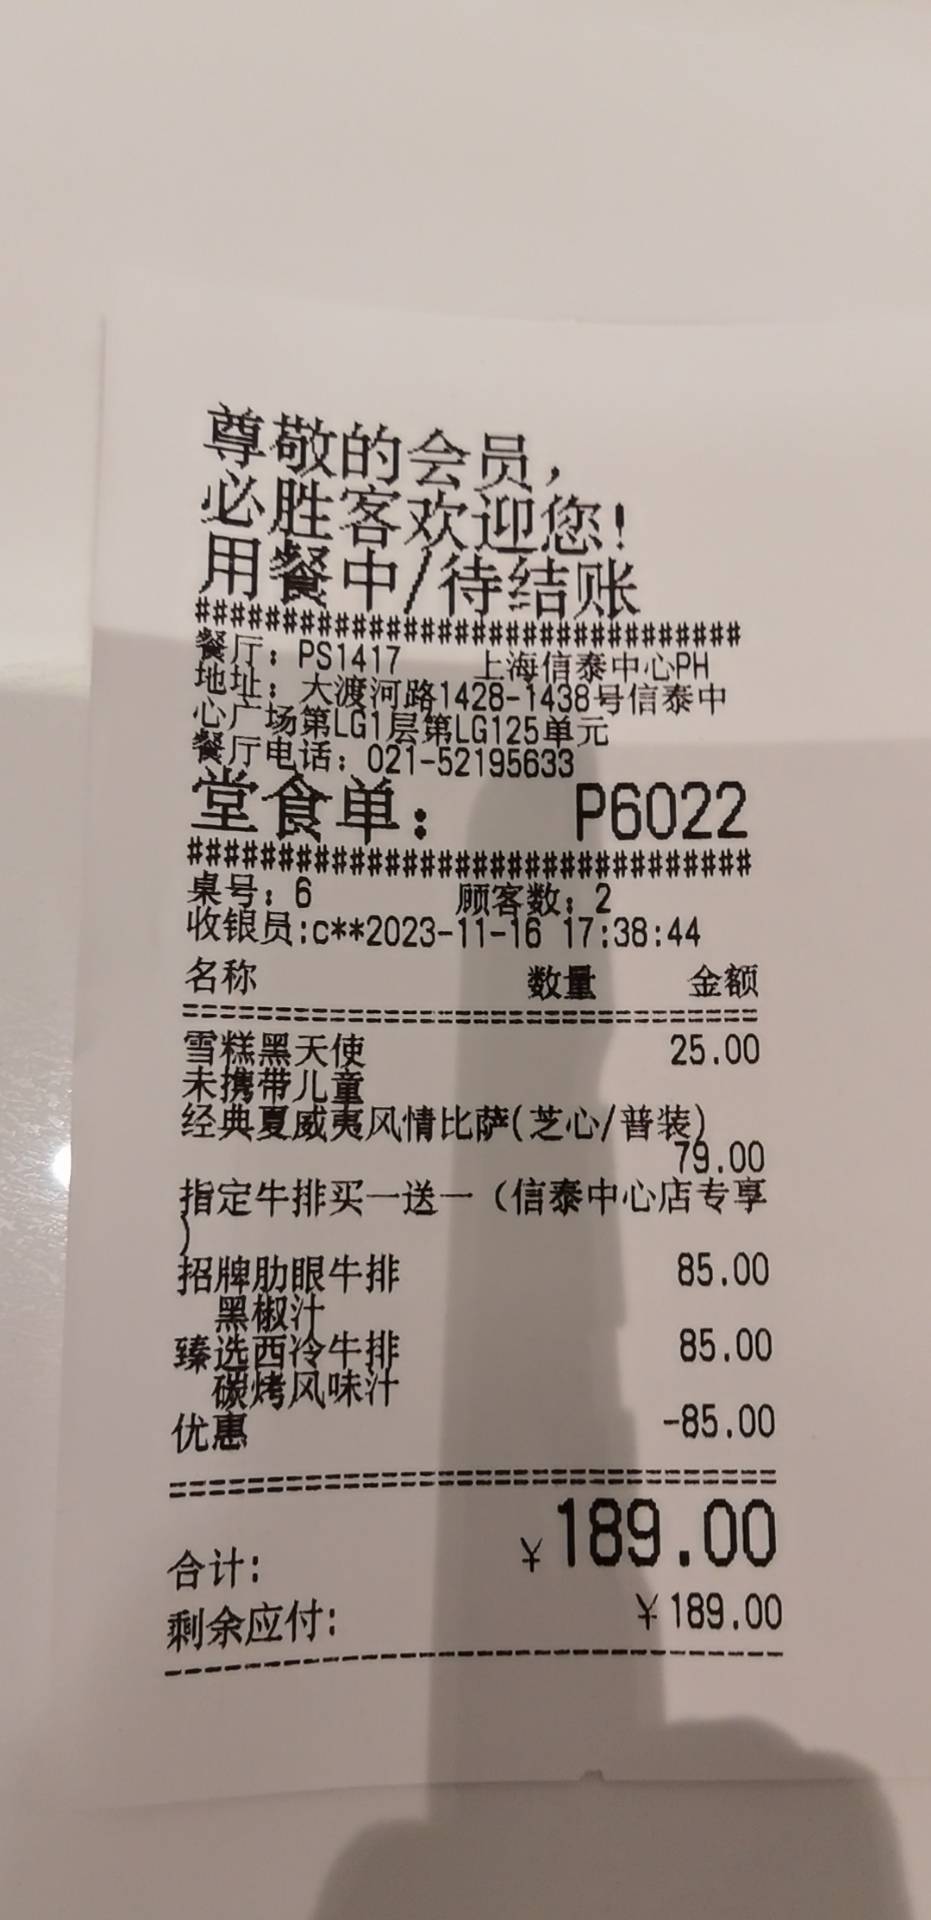 尊敬的会员，
必胜客欢迎您!
用餐中/待结账
################################
餐厅：PS1417 上海信泰中心PH
地址：大渡河路1428-1438号信泰中
心广场第LG1层第LG125单元
餐厅电话：021-52195633
堂食单： P6022
################################
桌号：6 顾客数：2
收银员:c**2023-11-16 17:38:44
名称 数量 金额
================================
雪糕黑天使 25.00
未携带儿童
经典夏威夷风情比萨(芝心/普装)
79.00
指定牛排买一送一（信泰中心店专享
）
招牌肋眼牛排 85.00
黑椒汁
臻选西冷牛排 85.00
碳烤风味汁
优惠 -85.00
================================
合计: ￥189.00
剩余应付: ￥189.00
--------------------------------